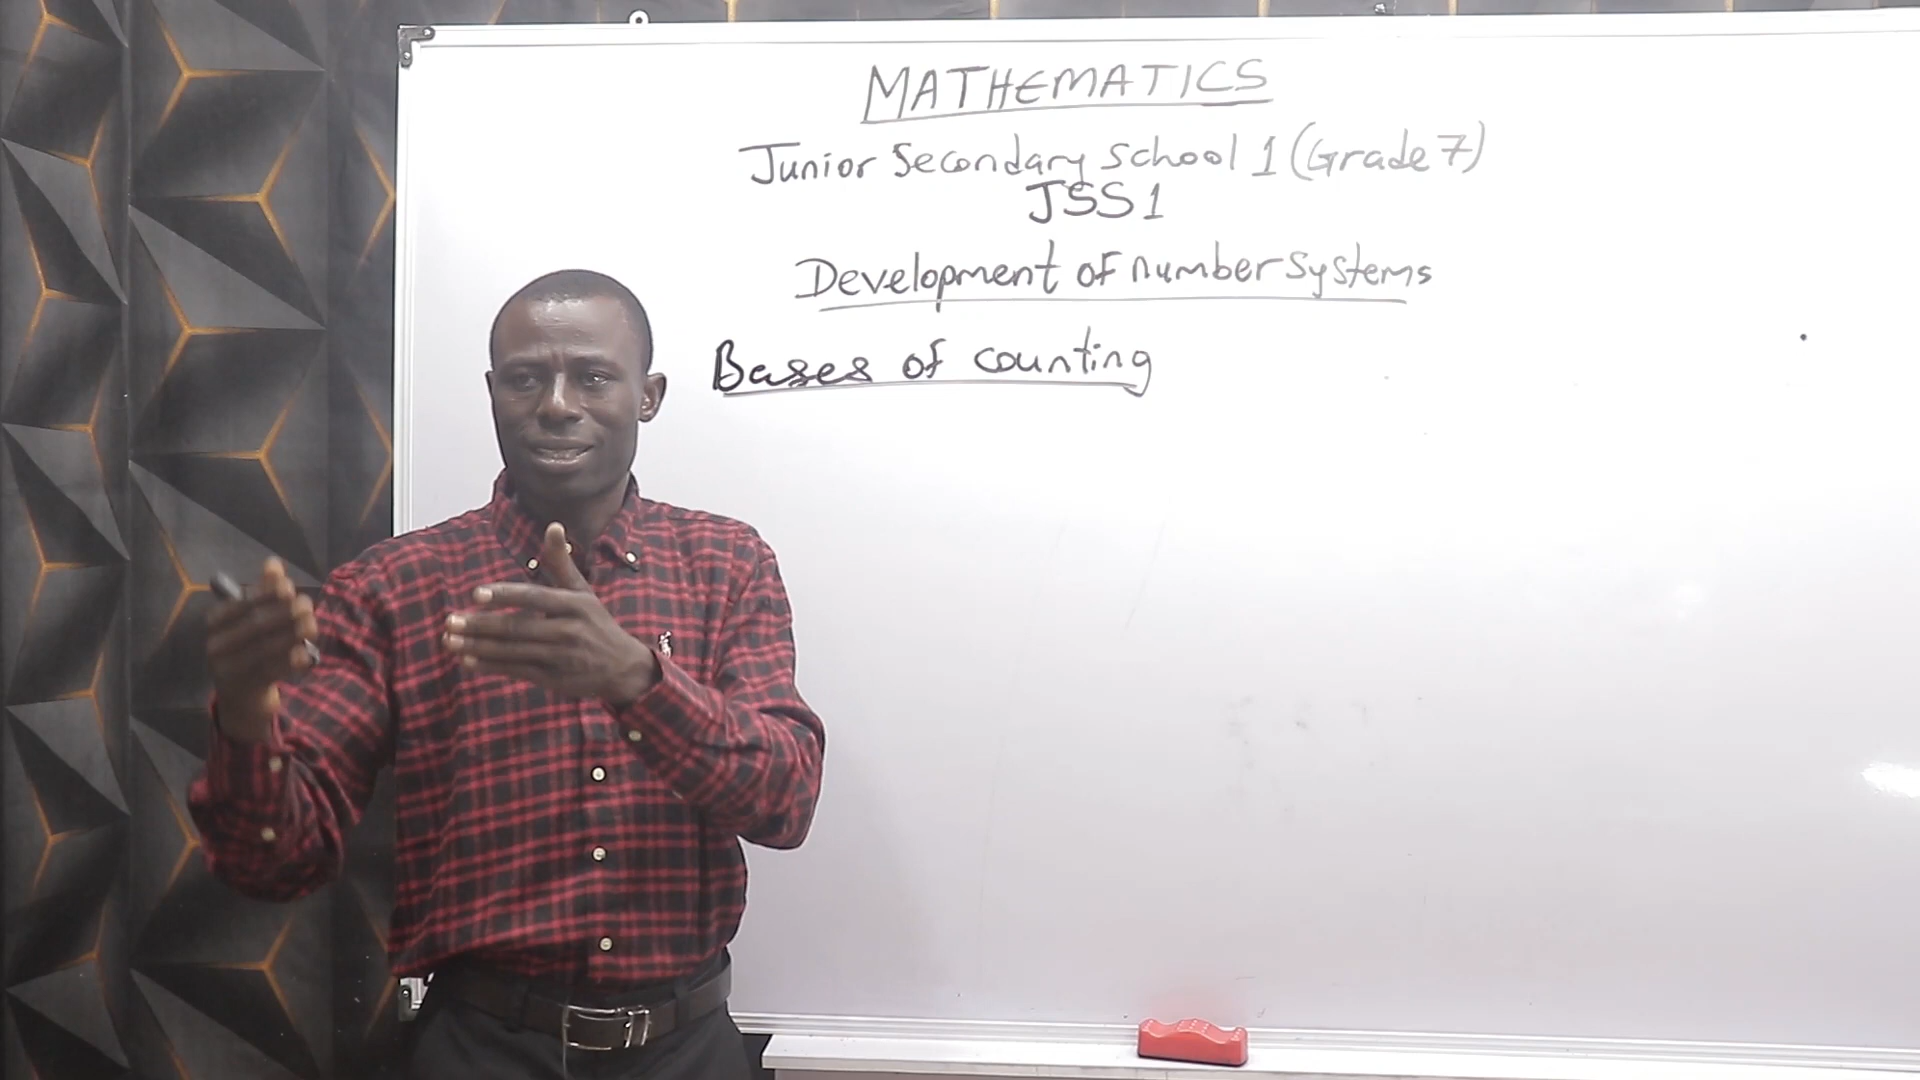 MATHEMATICS
Junior Secondary School 1 (Grade 7)
JSS1
Development of number systems
Bases of counting